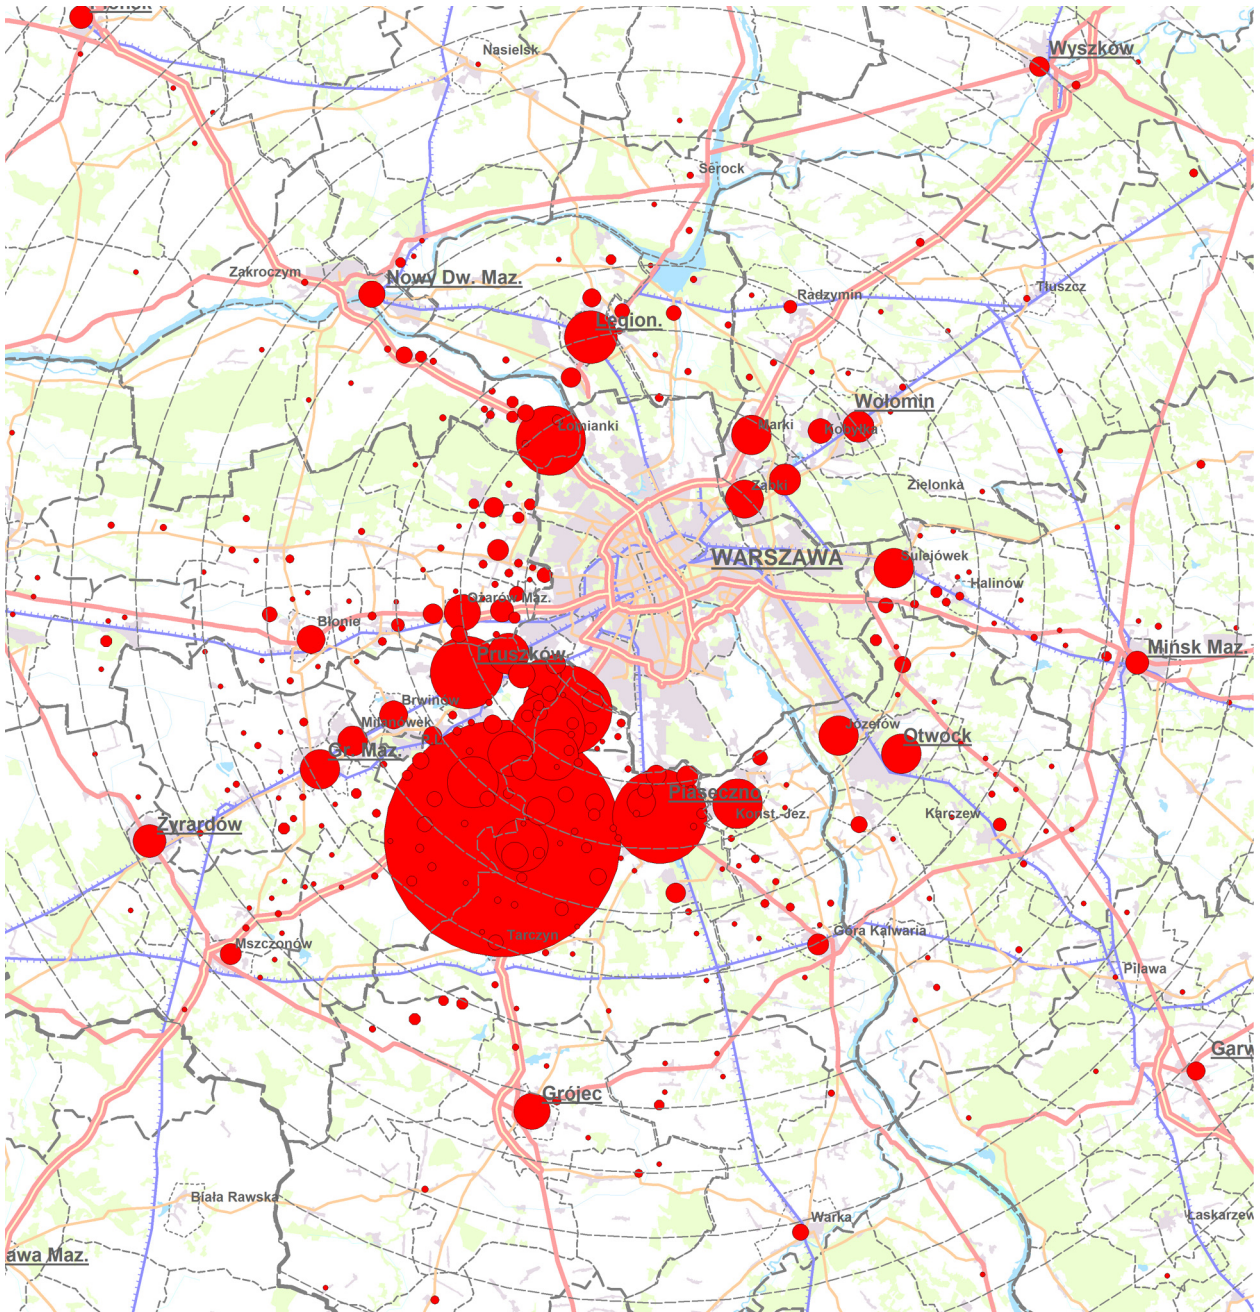 Nasielsk
Wyszków
Serock
Zakroczym
Nowy Dw. Maz.
Tłuszcz
Radzymin
Legion.
Wołomin
Łomianki
Marki
Kobyłka
Ząbki
Zielonka
WARSZAWA
Sulejówek
Halinów
Ożarów Maz.
Błonie
Pruszków
Mińsk Maz.
Brwinów
Milanówek
Józefów
Otwock
Gr. Maz.
Piaseczno
Konst.-Jez.
Karczew
Żyrardów
Tarczyn
Góra Kalwaria
Mszczonów
Pilawa
Garw
Grójec
Biała Rawska
Warka
Łaskarzew
awa Maz.